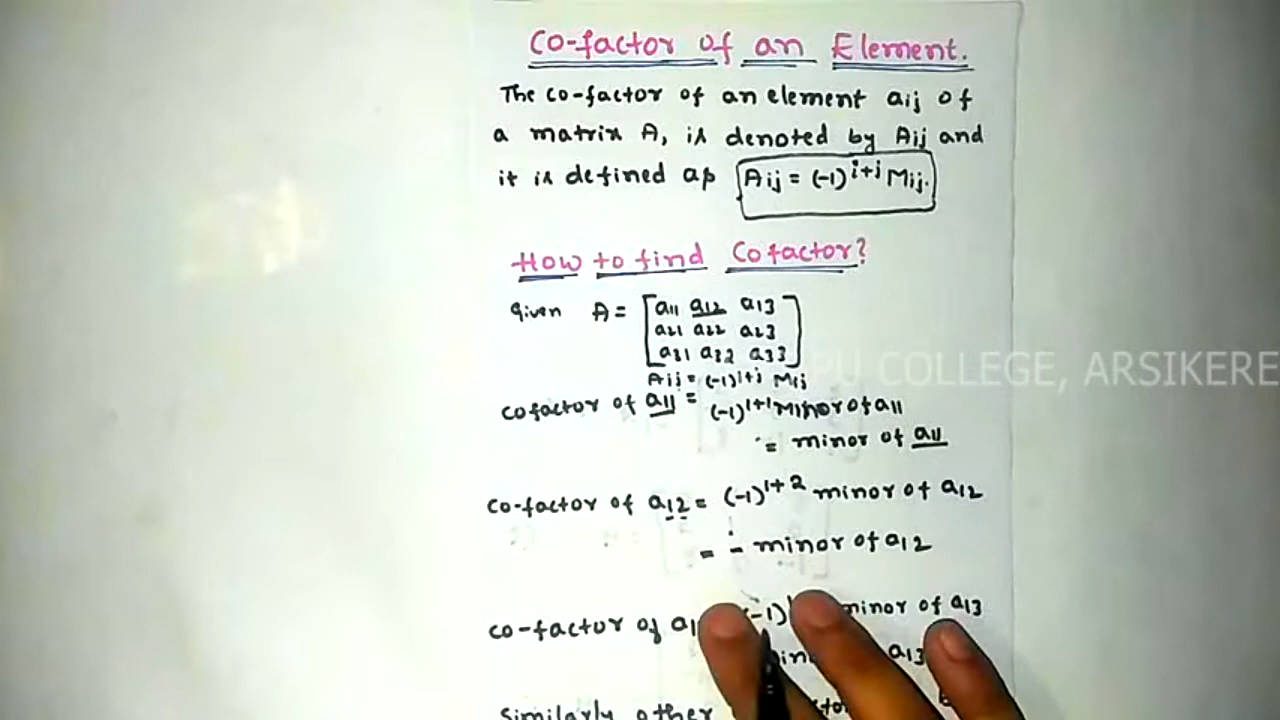 Co-factor of an Element.
The co-factor of an element aij of
a matrix A, is denoted by Aij and
it is defined as Aij = (-1)^{i+j} Mij.
How to find Cofactor?
Given A = [a11 a12 a13
a21 a22 a23
a31 a32 a33]
Aij = (-1)^{i+j} Mij
PU COLLEGE, ARSIKERE
Cofactor of a11 = (-1)^{1+1} Minor of a11
= minor of a11
Co-factor of a12 = (-1)^{1+2} minor of a12
= - minor of a12
Co-factor of (-1) minor of a13
a13
Similarly other